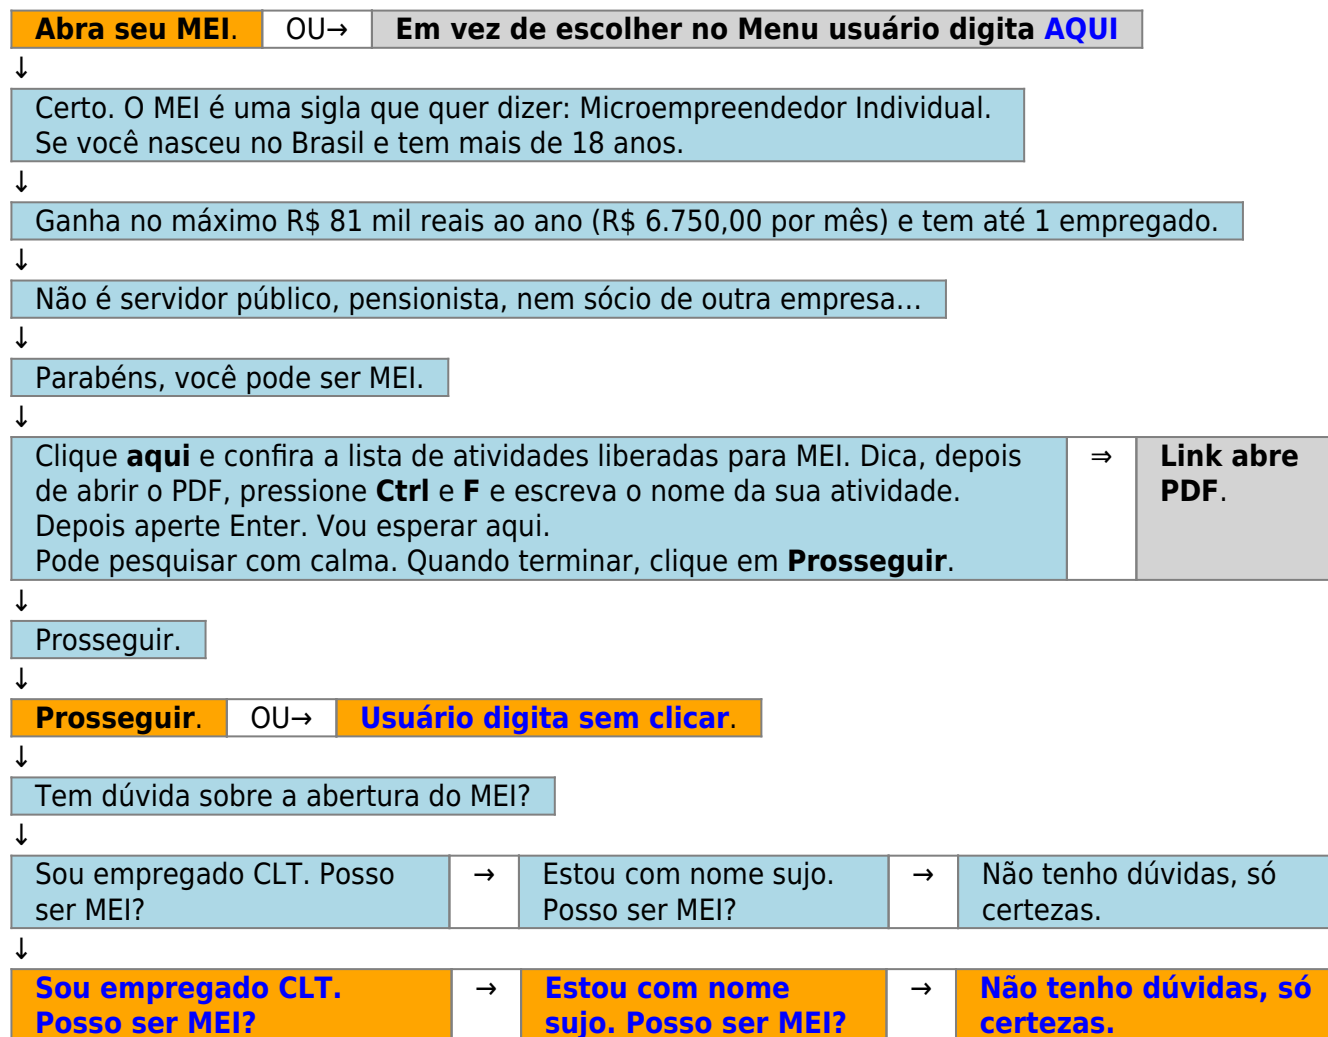 Abra seu MEI. OU→ Em vez de escolher no Menu usuário digita AQUI
↓
Certo. O MEI é uma sigla que quer dizer: Microempreendedor Individual.
Se você nasceu no Brasil e tem mais de 18 anos.
↓
Ganha no máximo R$ 81 mil reais ao ano (R$ 6.750,00 por mês) e tem até 1 empregado.
↓
Não é servidor público, pensionista, nem sócio de outra empresa...
↓
Parabéns, você pode ser MEI.
↓
Clique aqui e confira a lista de atividades liberadas para MEI. Dica, depois ⇒ Link abre
de abrir o PDF, pressione Ctrl e F e escreva o nome da sua atividade. PDF.
Depois aperte Enter. Vou esperar aqui.
Pode pesquisar com calma. Quando terminar, clique em Prosseguir.
↓
Prosseguir.
↓
Prosseguir. OU→ Usuário digita sem clicar.
↓
Tem dúvida sobre a abertura do MEI?
↓
Sou empregado CLT. Posso → Estou com nome sujo. → Não tenho dúvidas, só
ser MEI? Posso ser MEI? certezas.
↓
Sou empregado CLT. → Estou com nome → Não tenho dúvidas, só
Posso ser MEI? sujo. Posso ser MEI? certezas.